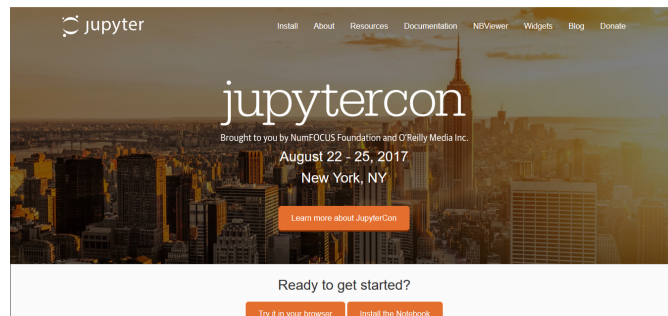 jupyter
Install About Resources Documentation NBViewer Widgets Blog Donate
jupytercon
Brought to you by NumFOCUS Foundation and O'Reilly Media Inc.
August 22 - 25, 2017
New York, NY
Learn more about JupyterCon
Ready to get started?
Try it in your browser Install the Notebook